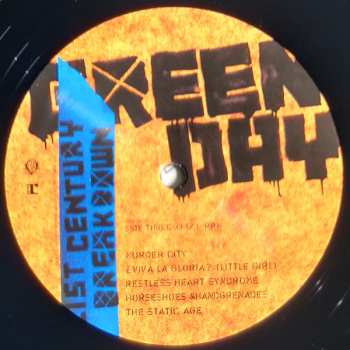 GREEN
DAY
21ST CENTURY
BREAKDOWN
r
SIDE THREE
MURDER CITY
¿VIVA LA GLORIA? (LITTLE GIRL)
RESTLESS HEART SYNDROME
HORSESHOES & HANDGRENADES
THE STATIC AGE